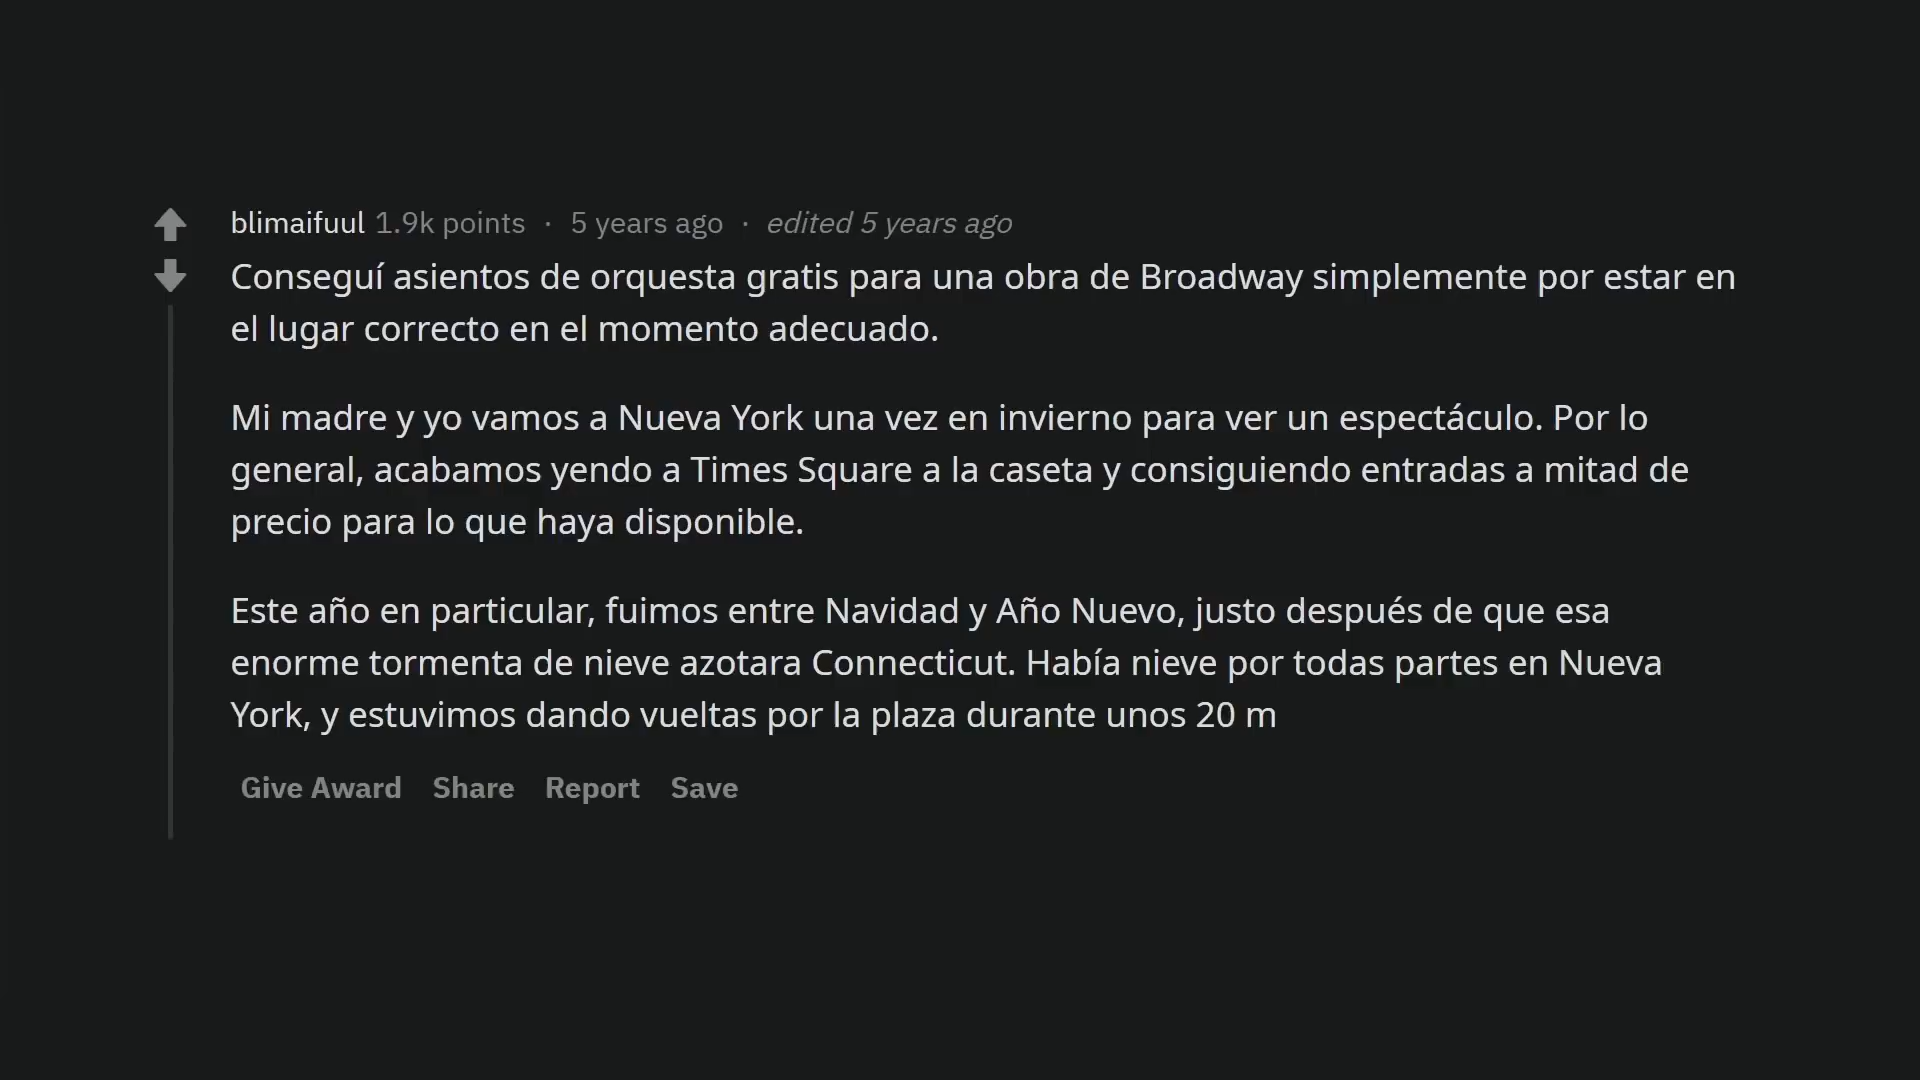 blimaifuul 1.9k points · 5 years ago · edited 5 years ago
Conseguí asientos de orquesta gratis para una obra de Broadway simplemente por estar en
el lugar correcto en el momento adecuado.
Mi madre y yo vamos a Nueva York una vez en invierno para ver un espectáculo. Por lo
general, acabamos yendo a Times Square a la caseta y consiguiendo entradas a mitad de
precio para lo que haya disponible.
Este año en particular, fuimos entre Navidad y Año Nuevo, justo después de que esa
enorme tormenta de nieve azotara Connecticut. Había nieve por todas partes en Nueva
York, y estuvimos dando vueltas por la plaza durante unos 20 m
Give Award Share Report Save